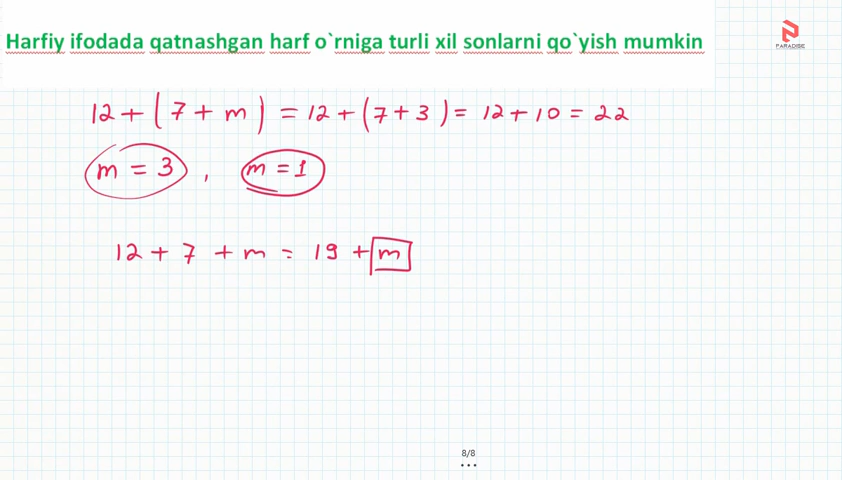 Harfiy ifodada qatnashgan harf o`rniga turli xil sonlarni qo`yish mumkin
PARADISE
12 + (7 + m) = 12 + (7 + 3) = 12 + 10 = 22
m = 3 , m = 1
12 + 7 + m = 19 + m
8/8